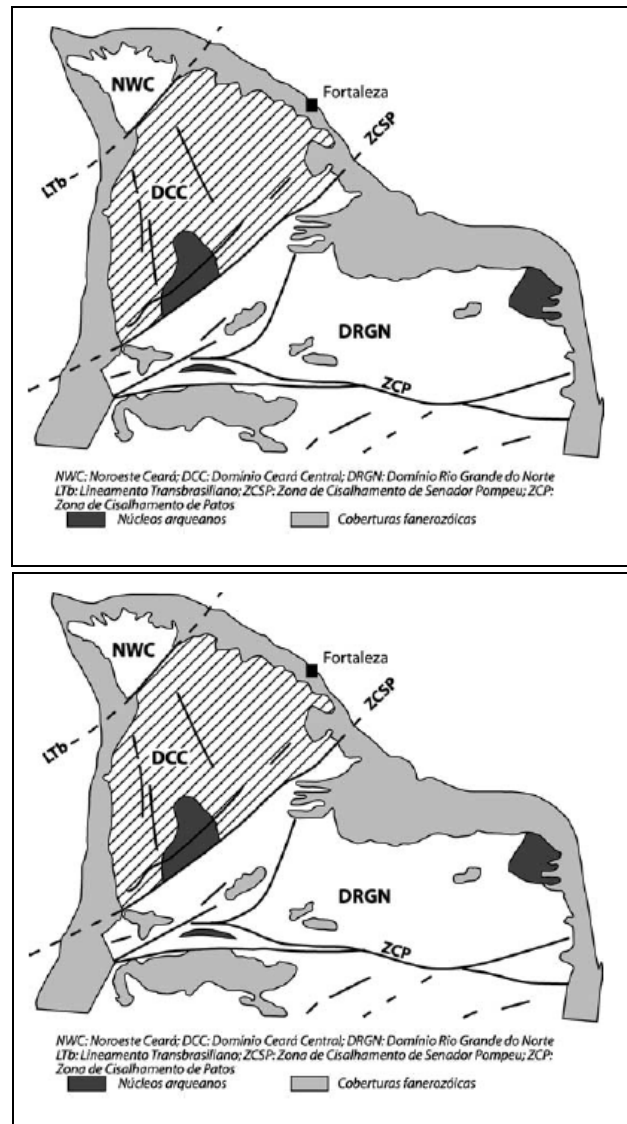 NWC
Fortaleza
ZCSP
LTb
DCC
DRGN
ZCP
NWC: Noroeste Ceará; DCC: Domínio Ceará Central; DRGN: Domínio Rio Grande do Norte
LTb: Lineamento Transbrasiliano; ZCSP: Zona de Cisalhamento de Senador Pompeu; ZCP:
Zona de Cisalhamento de Patos
Núcleos arqueanos Coberturas fanerozóicas
NWC
Fortaleza
ZCSP
LTb
DCC
DRGN
ZCP
NWC: Noroeste Ceará; DCC: Domínio Ceará Central; DRGN: Domínio Rio Grande do Norte
LTb: Lineamento Transbrasiliano; ZCSP: Zona de Cisalhamento de Senador Pompeu; ZCP:
Zona de Cisalhamento de Patos
Núcleos arqueanos Coberturas fanerozóicas